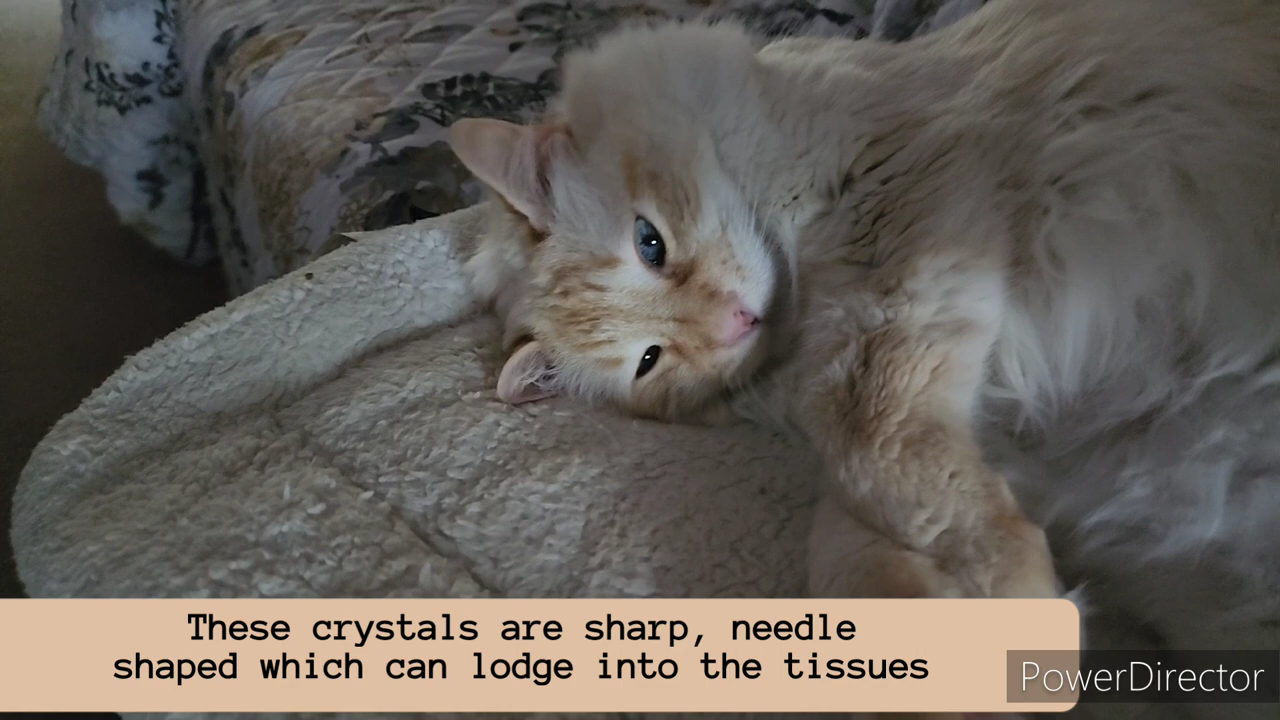 These crystals are sharp, needle
shaped which can lodge into the tissues
PowerDirector